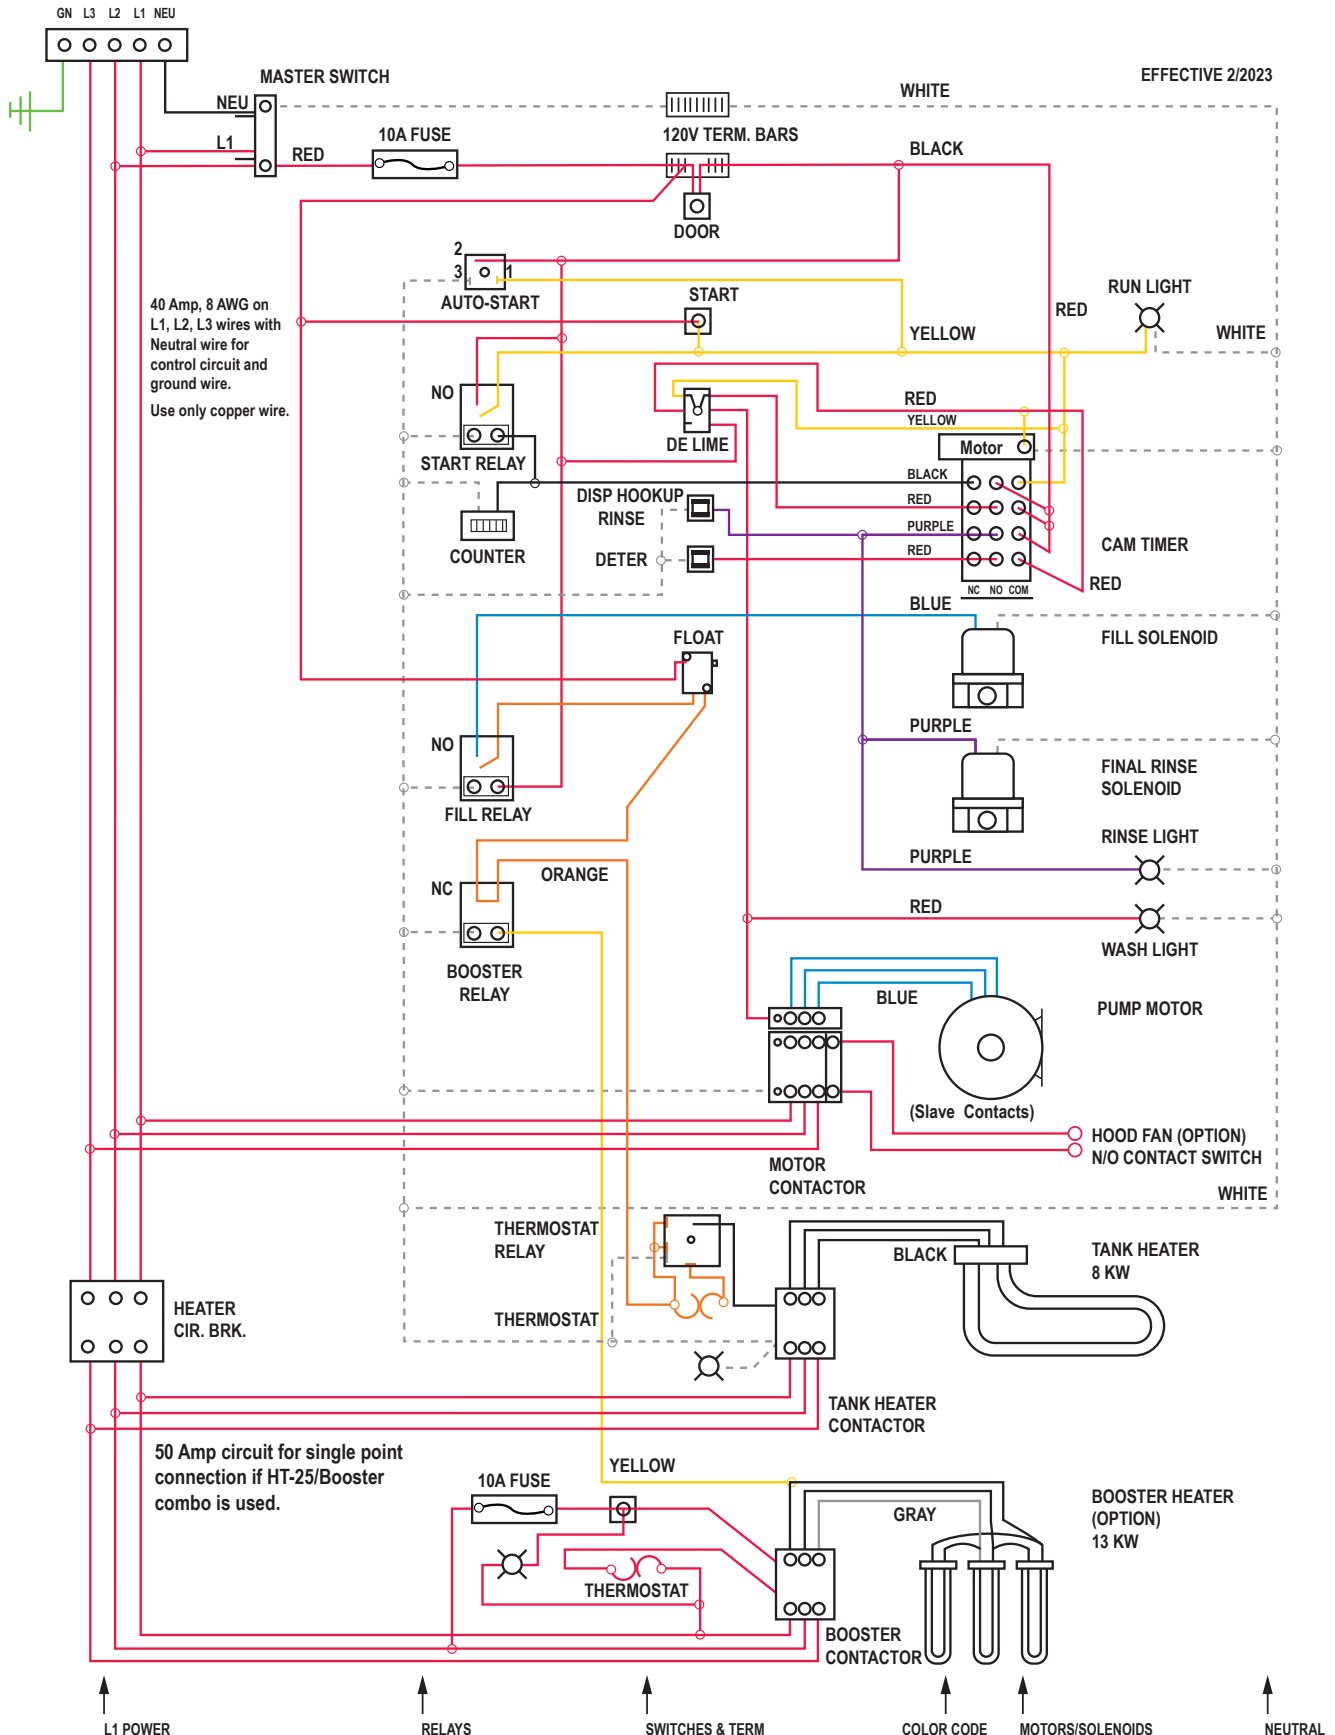 GN L3 L2 L1 NEU
EFFECTIVE 2/2023
MASTER SWITCH
NEU
WHITE
L1
10A FUSE
120V TERM. BARS
RED
BLACK
DOOR
2
3
1
AUTO-START
START
RUN LIGHT
RED
YELLOW
WHITE
40 Amp, 8 AWG on
L1, L2, L3 wires with
Neutral wire for
control circuit and
ground wire.
Use only copper wire.
NO
RED
YELLOW
DE LIME
Motor
START RELAY
BLACK
DISP HOOKUP
RINSE
RED
PURPLE
COUNTER
DETER
RED
CAM TIMER
RED
NC NO COM
BLUE
FLOAT
FILL SOLENOID
PURPLE
NO
FINAL RINSE
SOLENOID
FILL RELAY
RINSE LIGHT
PURPLE
ORANGE
NC
RED
WASH LIGHT
BOOSTER
RELAY
BLUE
PUMP MOTOR
(Slave Contacts)
HOOD FAN (OPTION)
N/O CONTACT SWITCH
MOTOR
CONTACTOR
WHITE
THERMOSTAT
RELAY
BLACK
TANK HEATER
8 KW
HEATER
CIR. BRK.
THERMOSTAT
TANK HEATER
CONTACTOR
50 Amp circuit for single point
connection if HT-25/Booster
combo is used.
YELLOW
10A FUSE
GRAY
BOOSTER HEATER
(OPTION)
13 KW
THERMOSTAT
BOOSTER
CONTACTOR
L1 POWER
RELAYS
SWITCHES & TERM
COLOR CODE
MOTORS/SOLENOIDS
NEUTRAL